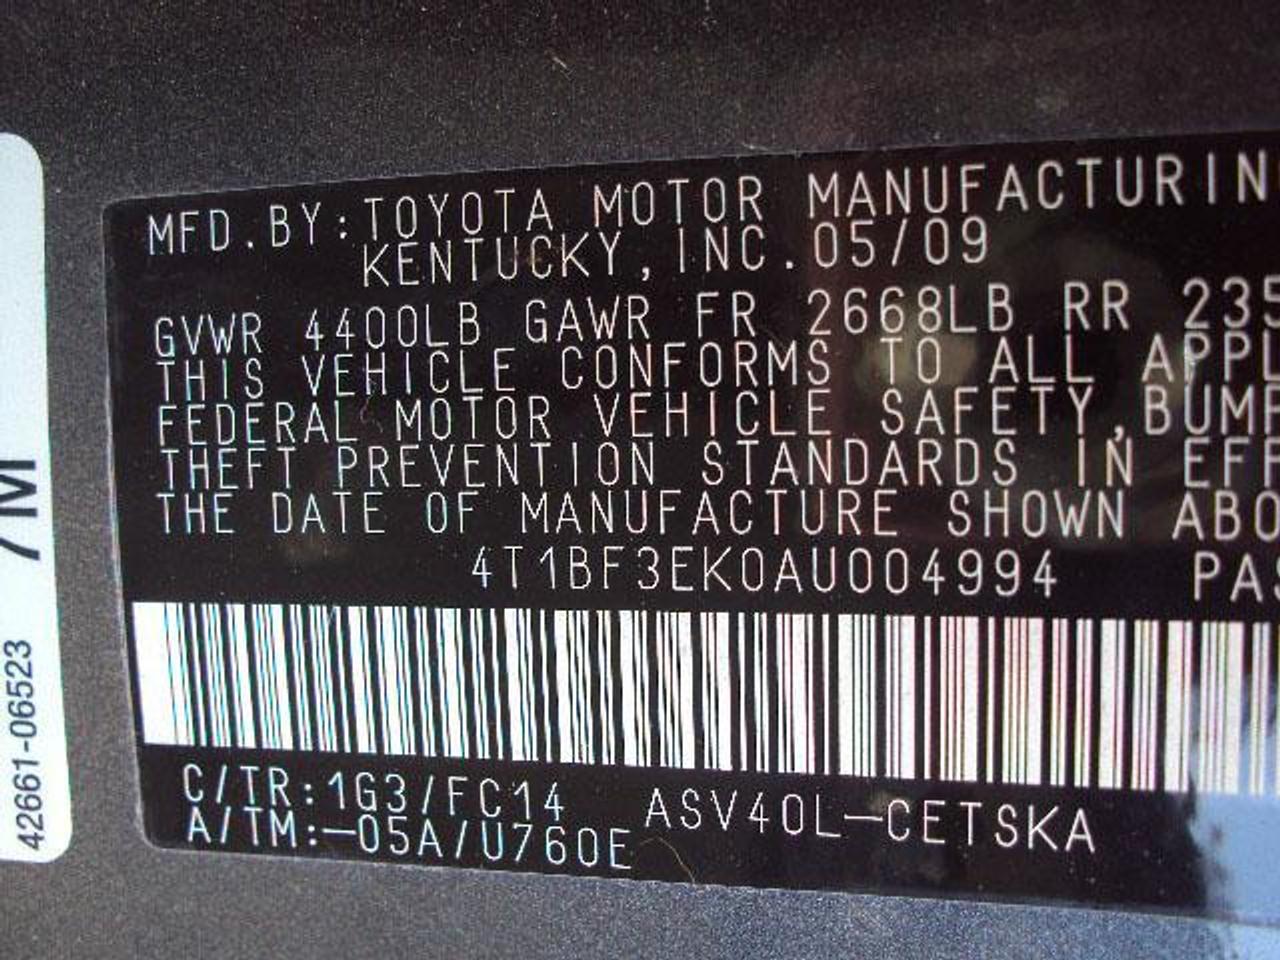 MFD.BY:TOYOTA MOTOR MANUFACTURIN
KENTUCKY,INC.05/09
GVWR 4400LB GAWR FR 2668LB RR 235
THIS VEHICLE CONFORMS TO ALL APPL
FEDERAL MOTOR VEHICLE SAFETY,BUMP
THEFT PREVENTION STANDARDS IN EFF
THE DATE OF MANUFACTURE SHOWN ABO
4T1BF3EK0AU004994 PAS
C/TR:1G3/FC14 ASV40L-CETSKA
A/TM:-05A/U760E
42661-06523